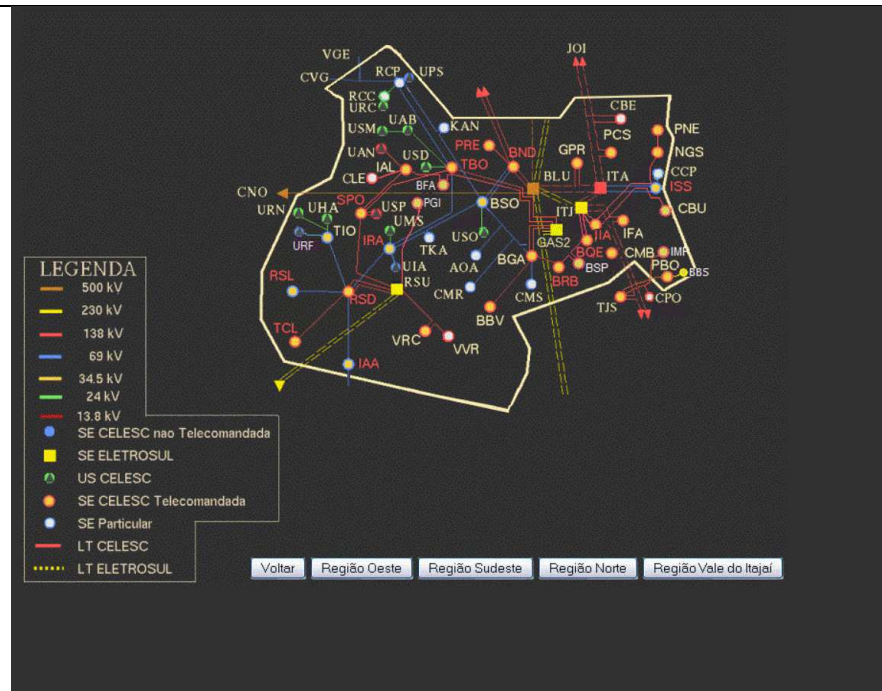 JOI
VGE
RCP
UPS
CVG
RCC
URC
CBE
USM
UAB
KAN
PCS
PNE
UAN
PRE
BND
GPR
NGS
IAL
USD
TBO
BLU
ITA
CCP
CLE
BFA
ISS
CNO
PGI
BSO
ITJ
CBU
SPO
USP
URN
UHA
UMS
TIO
IRA
TKA
USO
GAS2
IIA
IFA
URF
UIA
AOA
BGA
BQE
BSP
CMB
IMP
LEGENDA
RSU
BRB
PBO
BBS
500 kV
RSL
RSD
CMR
CMS
TJS
CPO
230 kV
BBV
138 kV
TCL
VRC
VVR
69 kV
IAA
34.5 kV
24 kV
13.8 kV
SE CELESC nao Telecomandada
SE ELETROSUL
US CELESC
SE CELESC Telecomandada
SE Particular
LT CELESC
LT ELETROSUL
Voltar
Região Oeste
Região Sudeste
Região Norte
Região Vale do Itajaí